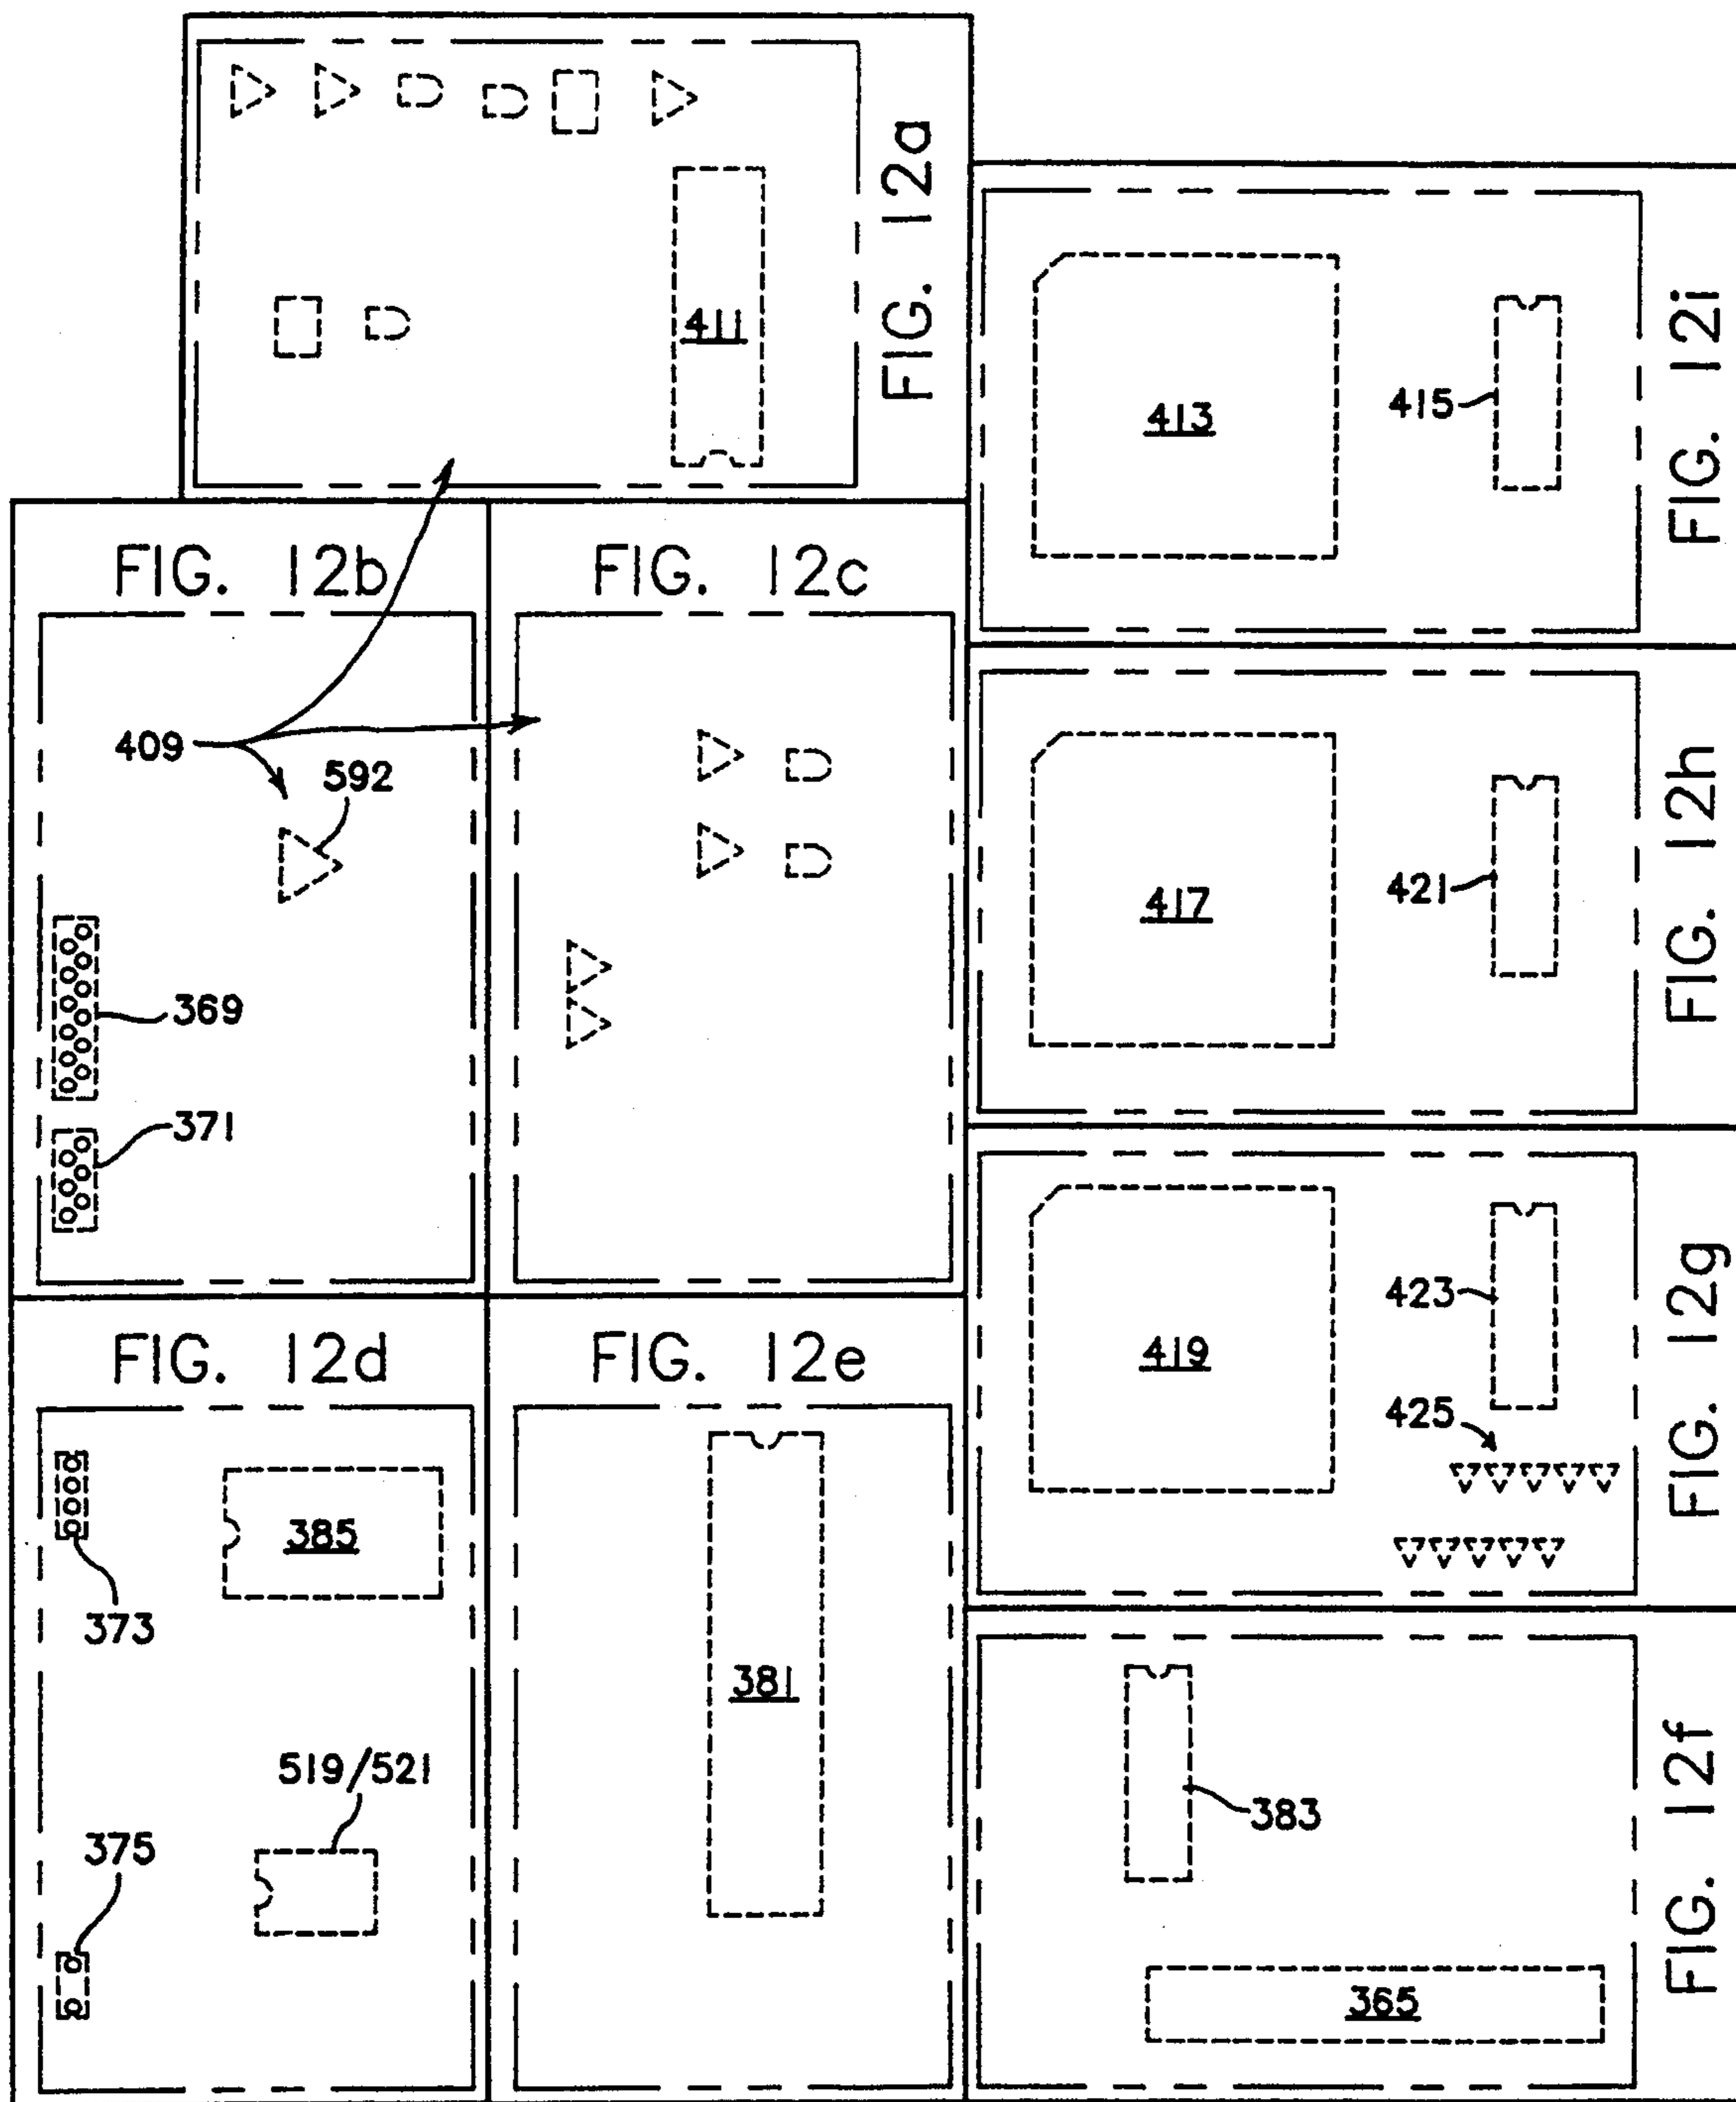 FIG. 12a
411
FIG. 12b
409
592
369
371
FIG. 12c
FIG. 12d
373
385
519/521
375
FIG. 12e
381
FIG. 12i
413
415
FIG. 12h
417
421
FIG. 12g
419
423
425
FIG. 12f
383
365